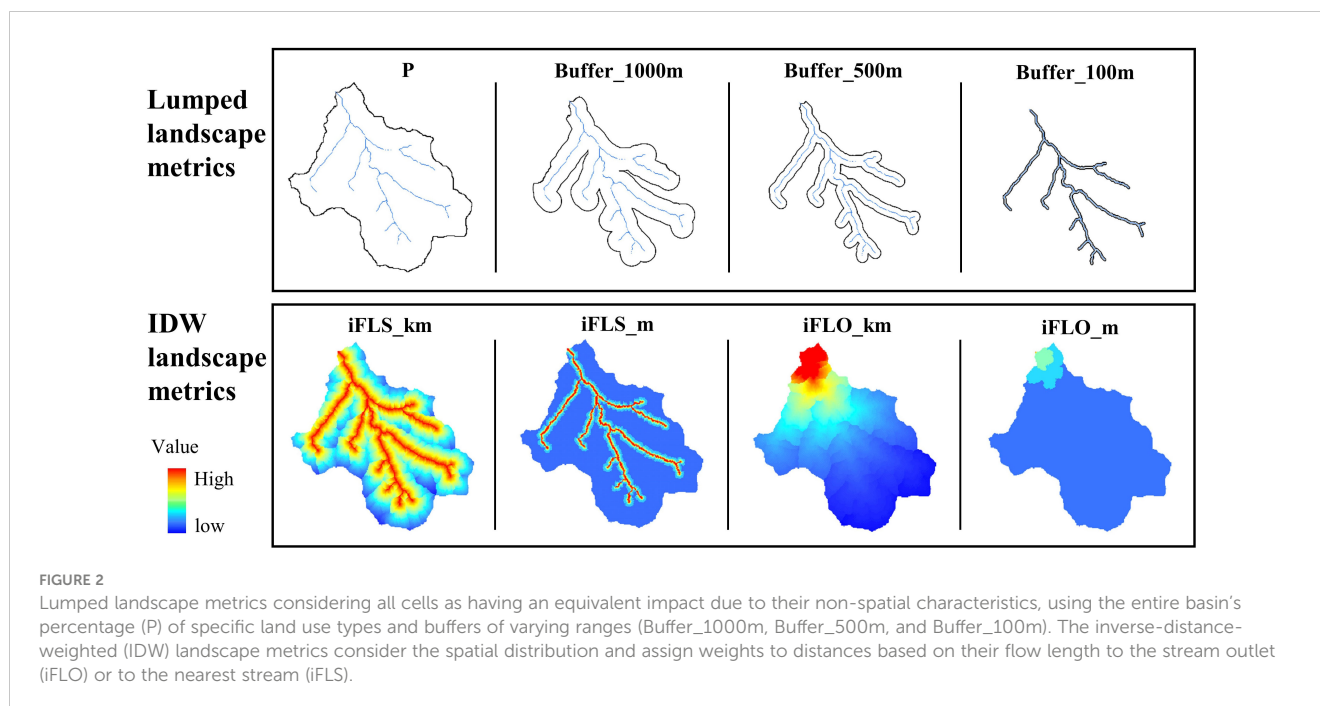 Lumped
landscape
metrics
P
Buffer_1000m
Buffer_500m
Buffer_100m
IDW
landscape
metrics
iFLS_km
iFLS_m
iFLO_km
iFLO_m
Value
High
low
FIGURE 2
Lumped landscape metrics considering all cells as having an equivalent impact due to their non-spatial characteristics, using the entire basin's
percentage (P) of specific land use types and buffers of varying ranges (Buffer_1000m, Buffer_500m, and Buffer_100m). The inverse-distance-
weighted (IDW) landscape metrics consider the spatial distribution and assign weights to distances based on their flow length to the stream outlet
(iFLO) or to the nearest stream (iFLS).